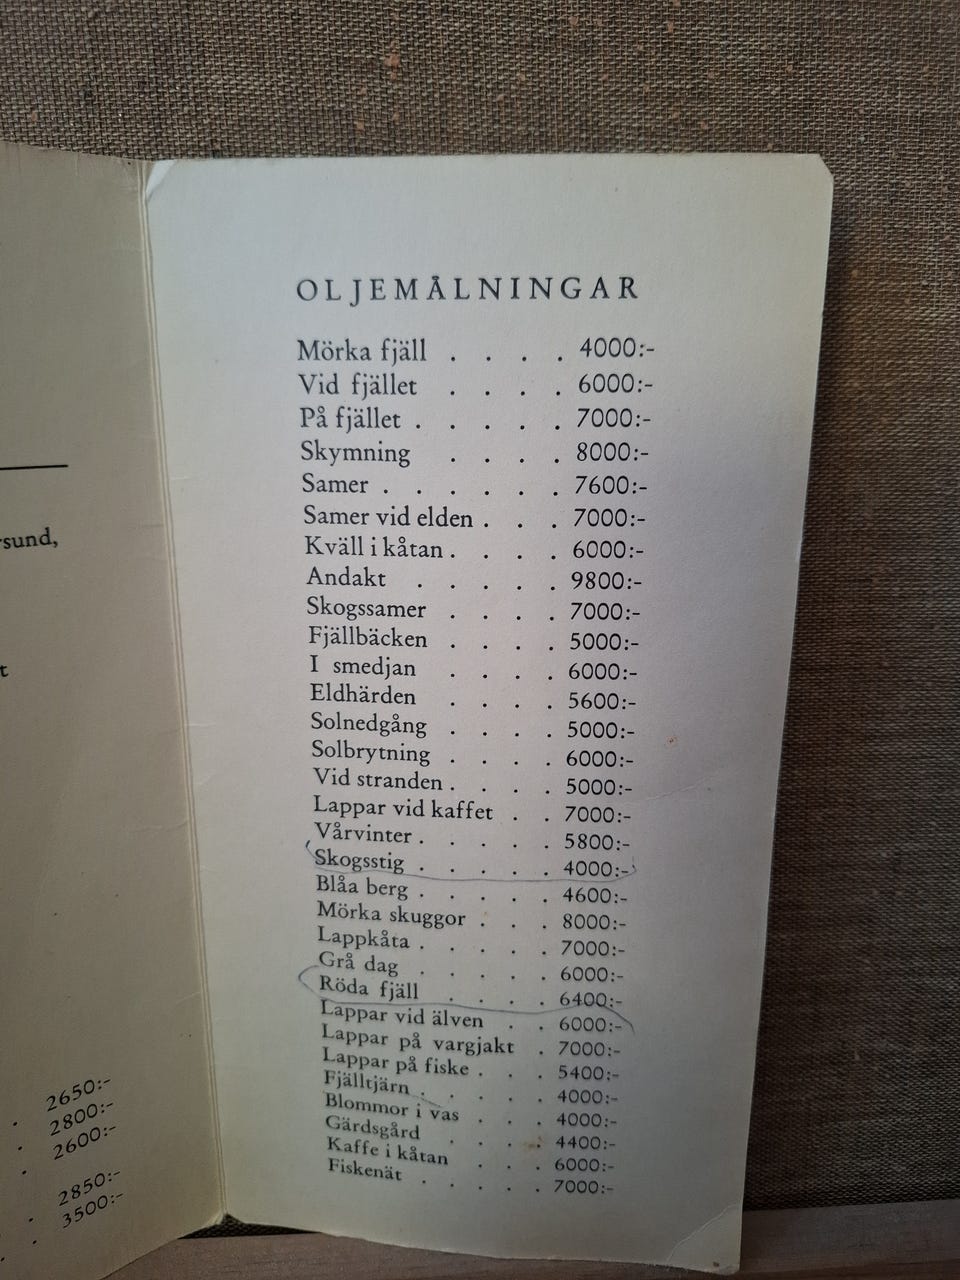 sund,
t
2650:-
2800:-
2600:-
2850:-
3500:-
OLJEMÅLNINGAR
Mörka fjäll . . . . 4000:-
Vid fjället . . . . 6000:-
På fjället . . . . . 7000:-
Skymning . . . . 8000:-
Samer . . . . . . 7600:-
Samer vid elden . . . 7000:-
Kväll i kåtan . . . . 6000:-
Andakt . . . . . 9800:-
Skogssamer . . . . 7000:-
Fjällbäcken . . . . 5000:-
I smedjan . . . . 6000:-
Eldhärden . . . . 5600:-
Solnedgång . . . . 5000:-
Solbrytning . . . . 6000:-
Vid stranden . . . . 5000:-
Lappar vid kaffet . . 7000:-
Vårvinter . . . . . 5800:-
Skogsstig . . . . . 4000:-
Blåa berg . . . . . 4600:-
Mörka skuggor . . . 8000:-
Lappkåta . . . . . 7000:-
Grå dag . . . . . 6000:-
Röda fjäll . . . . 6400:-
Lappar vid älven . . 6000:-
Lappar på vargjakt . 7000:-
Lappar på fiske . . . 5400:-
Fjälltjärn . . . . . 4000:-
Blommor i vas . . . 4000:-
Gärdsgård . . . . 4400:-
Kaffe i kåtan . . . 6000:-
Fiskenät . . . . . 7000:-